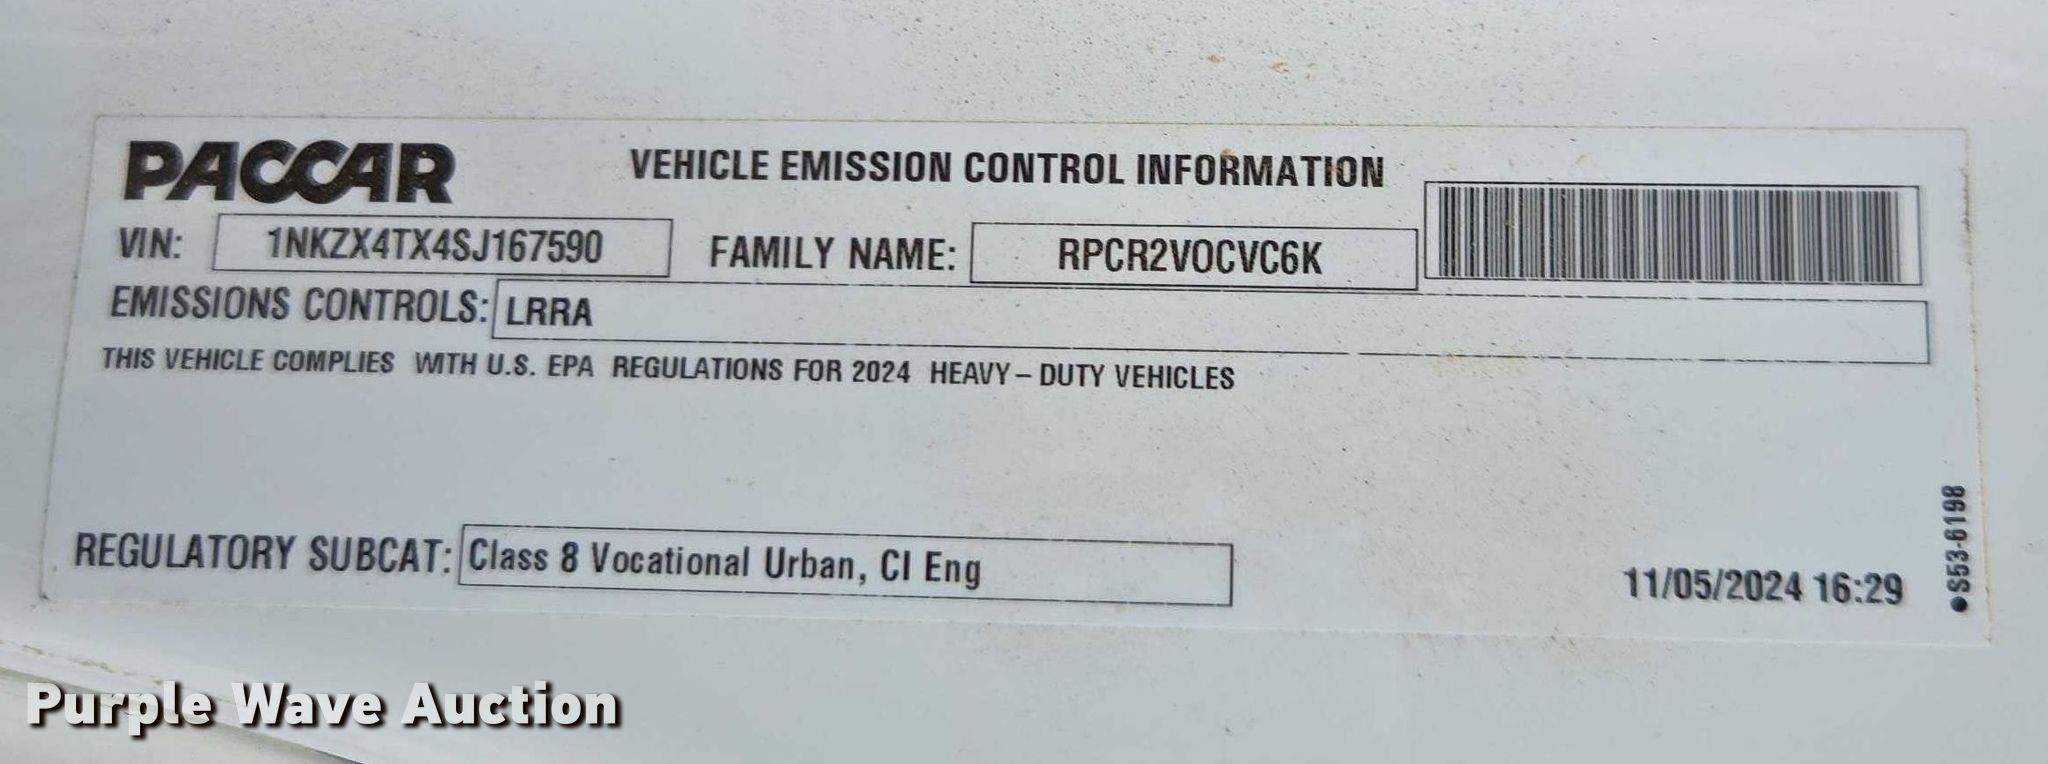 PACCAR
VEHICLE EMISSION CONTROL INFORMATION
VIN: 1NKZX4TX4SJ167590 FAMILY NAME: RPCR2VOCVC6K
EMISSIONS CONTROLS: LRRA
THIS VEHICLE COMPLIES WITH U.S. EPA REGULATIONS FOR 2024 HEAVY-DUTY VEHICLES
REGULATORY SUBCAT: Class 8 Vocational Urban, CI Eng
11/05/2024 16:29
●S53-6198
Purple Wave Auction